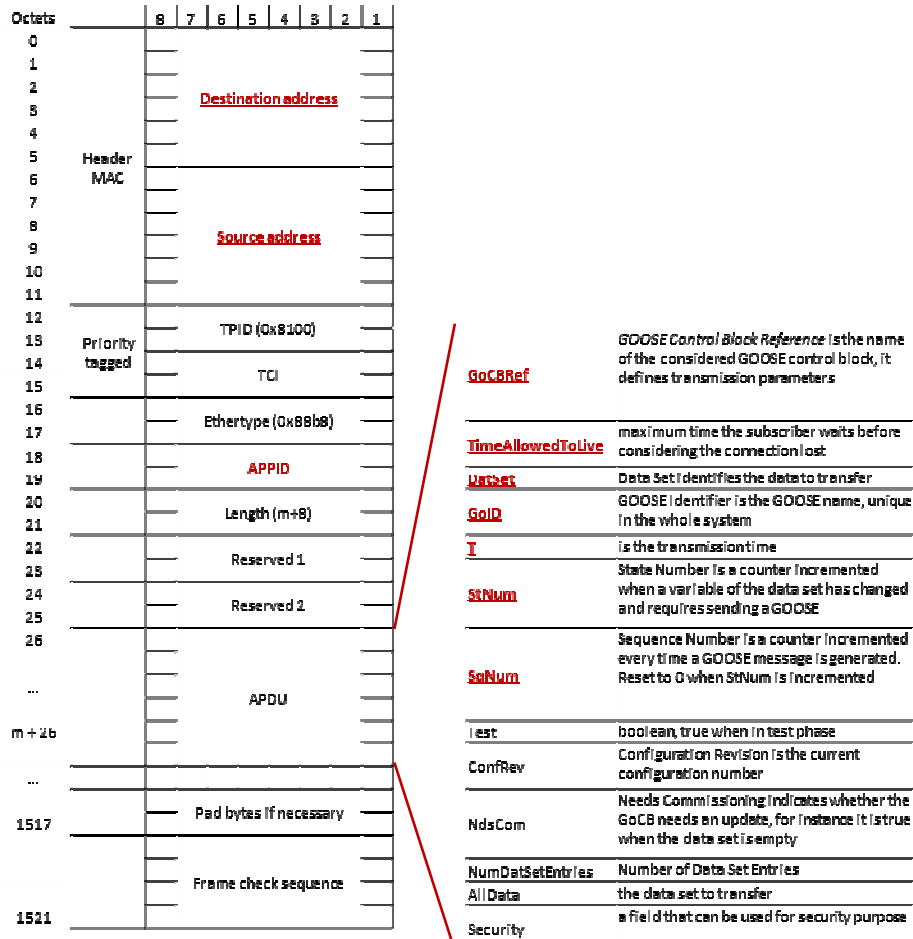 Octets 8 7 6 5 4 3 2 1
0
1
2
3
4
5
6
7
8
9
10
11
Header
MAC
Destination address
Source address
12
13
14
15
Priority
tagged
TPID (0x8100)
TCI
16
17
Ethertype (0x88b8)
18
19
APPID
20
21
Length (m+8)
22
23
Reserved 1
24
25
Reserved 2
26
...
m + 26
APDU
...
1517
Pad bytes if necessary
Frame check sequence
1521
GoCBRef
GOOSE Control Block Reference is the name
of the considered GOOSE control block, it
defines transmission parameters
TimeAllowedToLive
maximum time the subscriber waits before
considering the connection lost
DatSet
Data Set identifies the data to transfer
GoID
GOOSE Identifier is the GOOSE name, unique
in the whole system
T
is the transmission time
StNum
State Number is a counter incremented
when a variable of the data set has changed
and requires sending a GOOSE
SqNum
Sequence Number is a counter incremented
every time a GOOSE message is generated.
Reset to 0 when StNum is incremented
Test
boolean, true when in test phase
ConfRev
Configuration Revision is the current
configuration number
NdsCom
Needs Commissioning indicates whether the
GoCB needs an update, for instance it is true
when the data set is empty
NumDatSetEntries
Number of Data Set Entries
AllData
the data set to transfer
Security
a field that can be used for security purpose